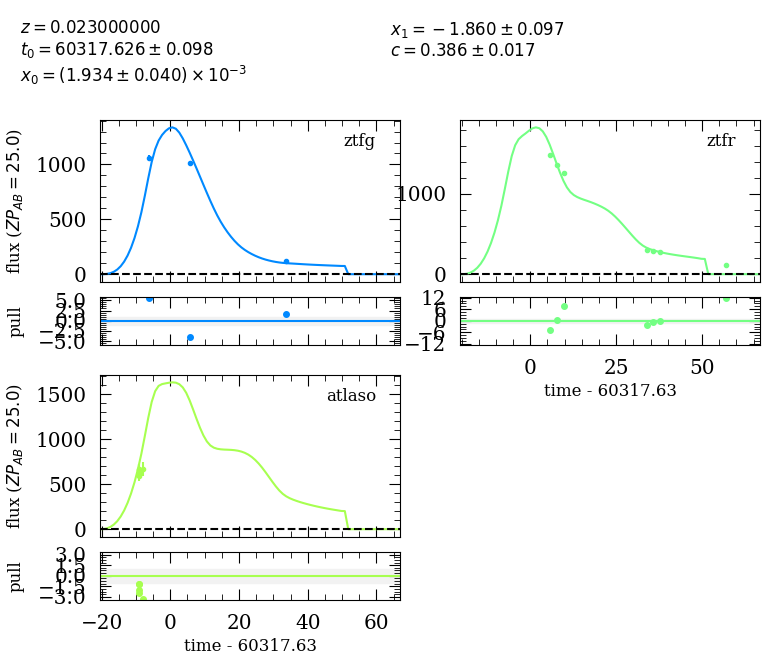 z = 0.023000000
t₀ = 60317.626 ± 0.098
x₀ = (1.934 ± 0.040) × 10⁻³
x₁ = −1.860 ± 0.097
c = 0.386 ± 0.017
flux (ZP_AB = 25.0)
1000
500
0
ztfg
1000
0
ztfr
pull
5.0
2.5
0.0
−2.5
−5.0
12
6
0
−6
−12
0 25 50
time - 60317.63
flux (ZP_AB = 25.0)
1500
1000
500
0
atlaso
pull
3.0
1.5
0.0
−1.5
−3.0
−20 0 20 40 60
time - 60317.63